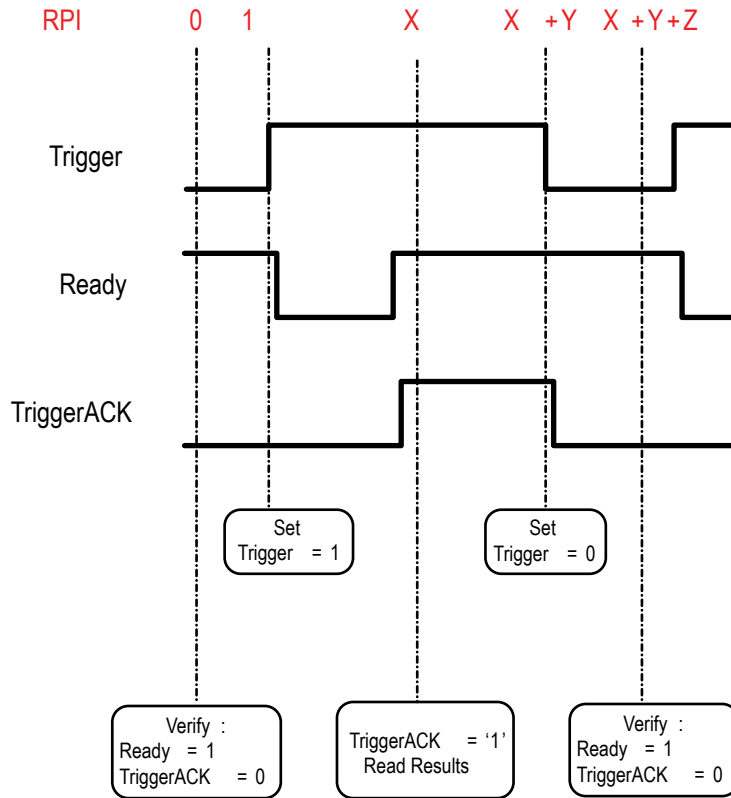 RPI 0 1 X X +Y X +Y+Z
Trigger
Ready
TriggerACK
Set
Trigger = 1
Set
Trigger = 0
Verify :
Ready = 1
TriggerACK = 0
TriggerACK = ‘1’
Read Results
Verify :
Ready = 1
TriggerACK = 0